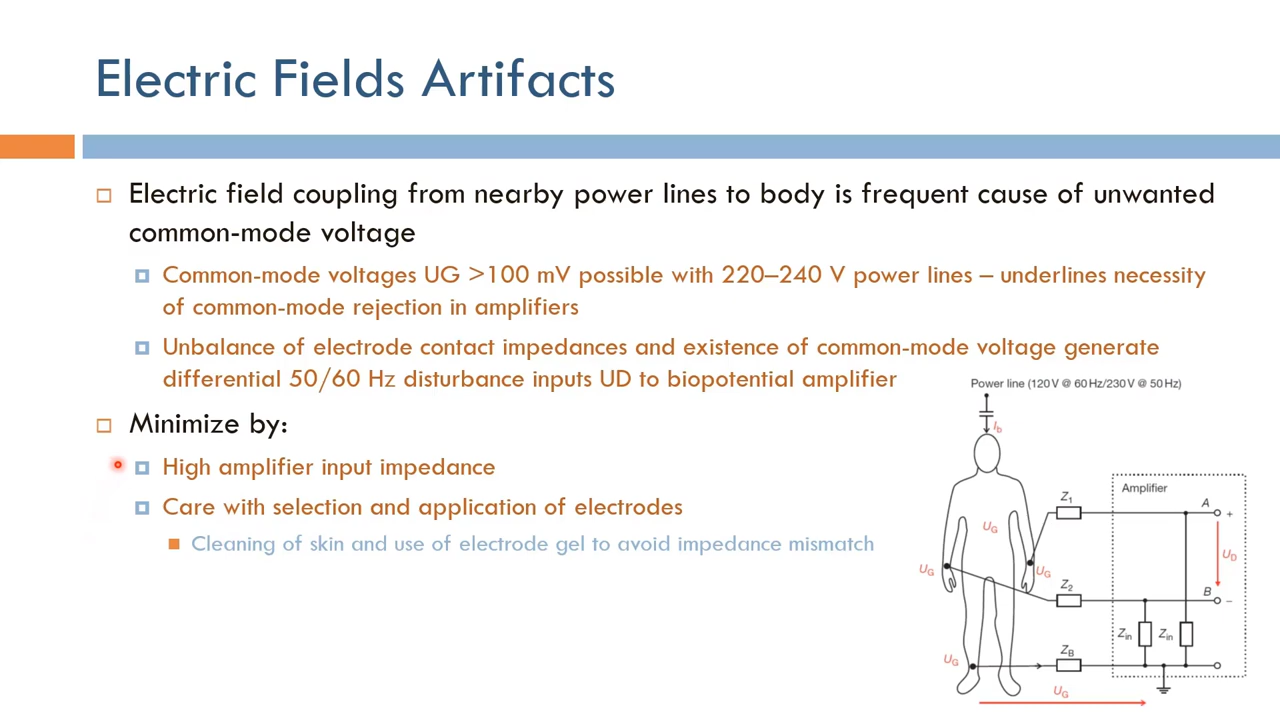 Electric Fields Artifacts
Electric field coupling from nearby power lines to body is frequent cause of unwanted
common-mode voltage
Common-mode voltages UG >100 mV possible with 220–240 V power lines – underlines necessity
of common-mode rejection in amplifiers
Unbalance of electrode contact impedances and existence of common-mode voltage generate
differential 50/60 Hz disturbance inputs UD to biopotential amplifier
Minimize by:
High amplifier input impedance
Care with selection and application of electrodes
Cleaning of skin and use of electrode gel to avoid impedance mismatch
Power line (120 V @ 60 Hz/230 V @ 50 Hz)
Ib
Z1
Amplifier
A
+
UG
UD
UG
UG
Z2
B
–
Zin
Zin
UG
ZB
UG